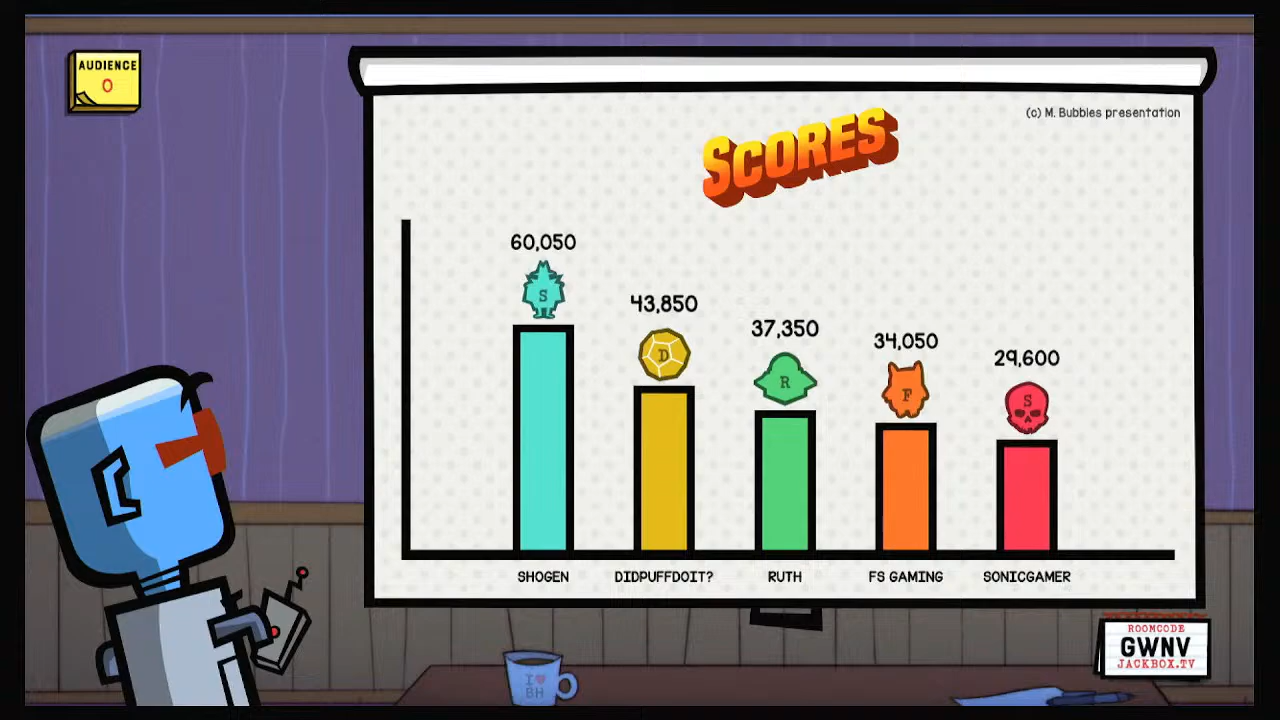 AUDIENCE
0
(c) M. Bubbles presentation
SCORES
60,050
S
43,850
D
37,350
R
34,050
F
29,600
S
SHOGEN
DIDPUFFDOIT?
RUTH
FS GAMING
SONICGAMER
ROOMCODE
GWNV
JACKBOX.TV
I
BH